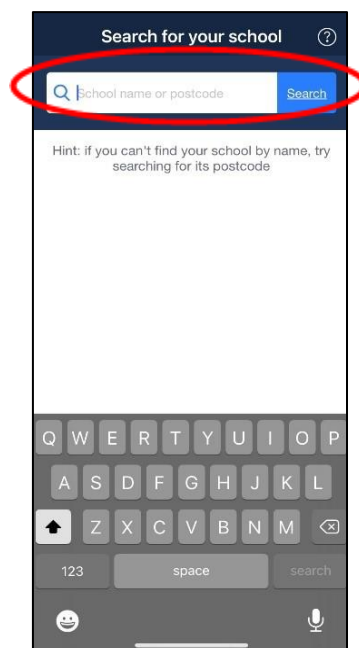 Search for your school ?
School name or postcode Search
Hint: if you can't find your school by name, try
searching for its postcode
Q W E R T Y U I O P
A S D F G H J K L
Z X C V B N M
123 space search